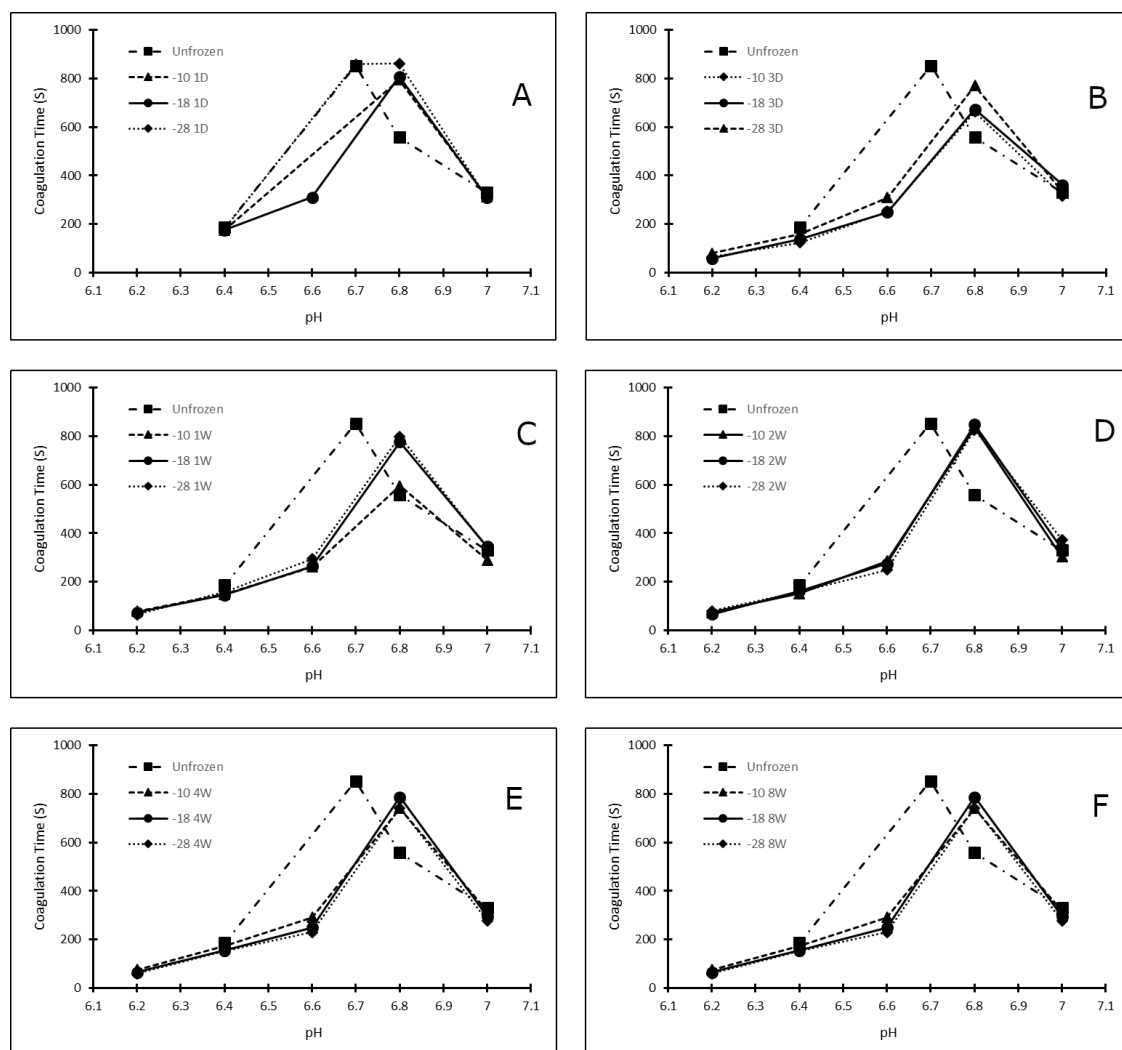 1000
800
600
400
200
0
Coagulation Time (S)
Unfrozen
-10 1D
-18 1D
-28 1D
A
6.1 6.2 6.3 6.4 6.5 6.6 6.7 6.8 6.9 7 7.1
pH
1000
800
600
400
200
0
Coagulation Time (S)
Unfrozen
-10 3D
-18 3D
-28 3D
B
6.1 6.2 6.3 6.4 6.5 6.6 6.7 6.8 6.9 7 7.1
pH
1000
800
600
400
200
0
Coagulation Time (S)
Unfrozen
-10 1W
-18 1W
-28 1W
C
6.1 6.2 6.3 6.4 6.5 6.6 6.7 6.8 6.9 7 7.1
pH
1000
800
600
400
200
0
Coagulation Time (S)
Unfrozen
-10 2W
-18 2W
-28 2W
D
6.1 6.2 6.3 6.4 6.5 6.6 6.7 6.8 6.9 7 7.1
pH
1000
800
600
400
200
0
Coagulation Time (S)
Unfrozen
-10 4W
-18 4W
-28 4W
E
6.1 6.2 6.3 6.4 6.5 6.6 6.7 6.8 6.9 7 7.1
pH
1000
800
600
400
200
0
Coagulation Time (S)
Unfrozen
-10 8W
-18 8W
-28 8W
F
6.1 6.2 6.3 6.4 6.5 6.6 6.7 6.8 6.9 7 7.1
pH